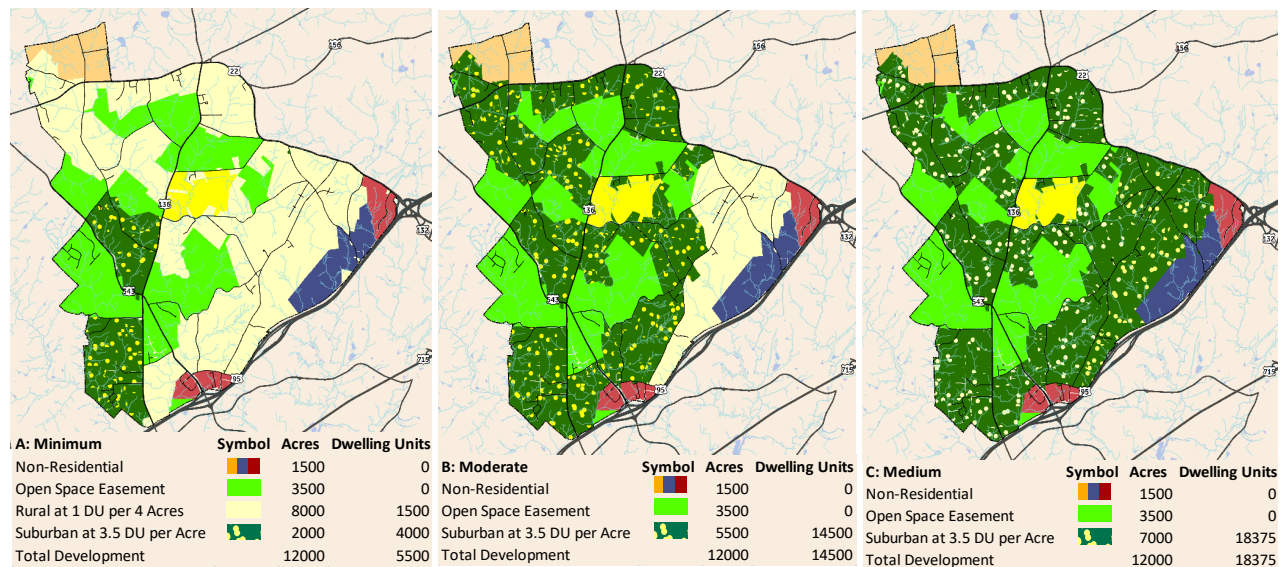 156
22
136
132
543
715
95
A: Minimum Symbol Acres Dwelling Units
Non-Residential 1500 0
Open Space Easement 3500 0
Rural at 1 DU per 4 Acres 8000 1500
Suburban at 3.5 DU per Acre 2000 4000
Total Development 12000 5500
156
22
136
132
543
715
95
B: Moderate Symbol Acres Dwelling Units
Non-Residential 1500 0
Open Space Easement 3500 0
Suburban at 3.5 DU per Acre 5500 14500
Total Development 12000 14500
156
22
136
132
543
715
95
C: Medium Symbol Acres Dwelling Units
Non-Residential 1500 0
Open Space Easement 3500 0
Suburban at 3.5 DU per Acre 7000 18375
Total Development 12000 18375